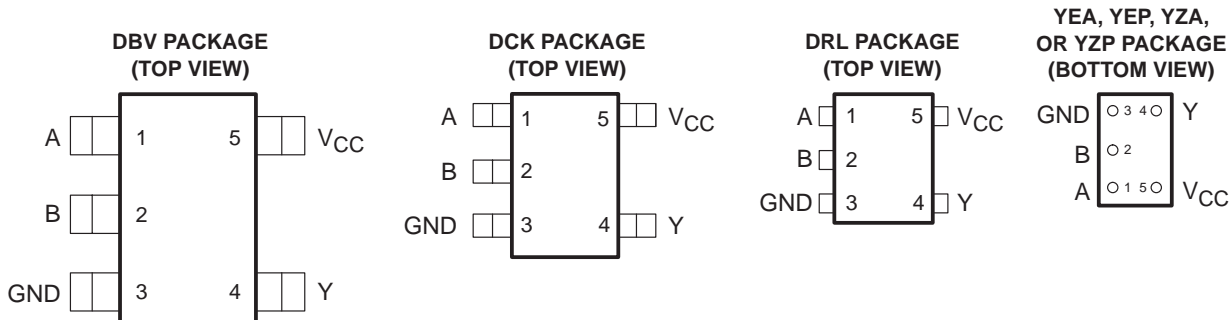 DBV PACKAGE
(TOP VIEW)
A 1 5 VCC
B 2
GND 3 4 Y
DCK PACKAGE
(TOP VIEW)
A 1 5 VCC
B 2
GND 3 4 Y
DRL PACKAGE
(TOP VIEW)
A 1 5 VCC
B 2
GND 3 4 Y
YEA, YEP, YZA,
OR YZP PACKAGE
(BOTTOM VIEW)
GND 3 4 Y
B 2
A 1 5 VCC